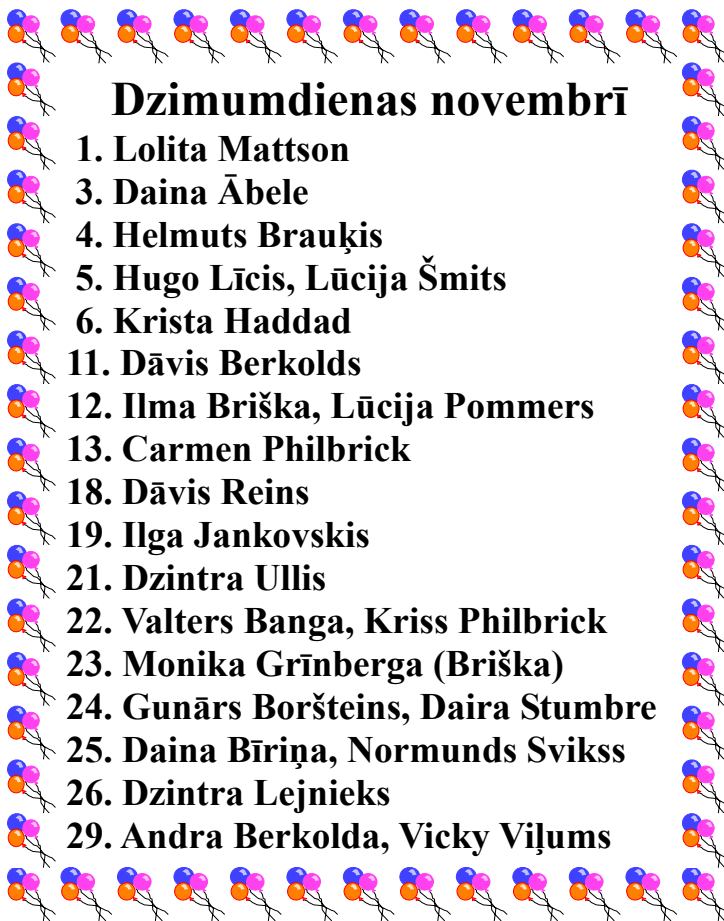 Dzimumdienas novembrī
1. Lolita Mattson
3. Daina Ābele
4. Helmuts Brauķis
5. Hugo Līcis, Lūcija Šmits
6. Krista Haddad
11. Dāvis Berkolds
12. Ilma Briška, Lūcija Pommers
13. Carmen Philbrick
18. Dāvis Reins
19. Ilga Jankovskis
21. Dzintra Ullis
22. Valters Banga, Kriss Philbrick
23. Monika Grīnberga (Briška)
24. Gunārs Boršteins, Daira Stumbre
25. Daina Bīriņa, Normunds Svikss
26. Dzintra Lejnieks
29. Andra Berkolda, Vicky Viļums